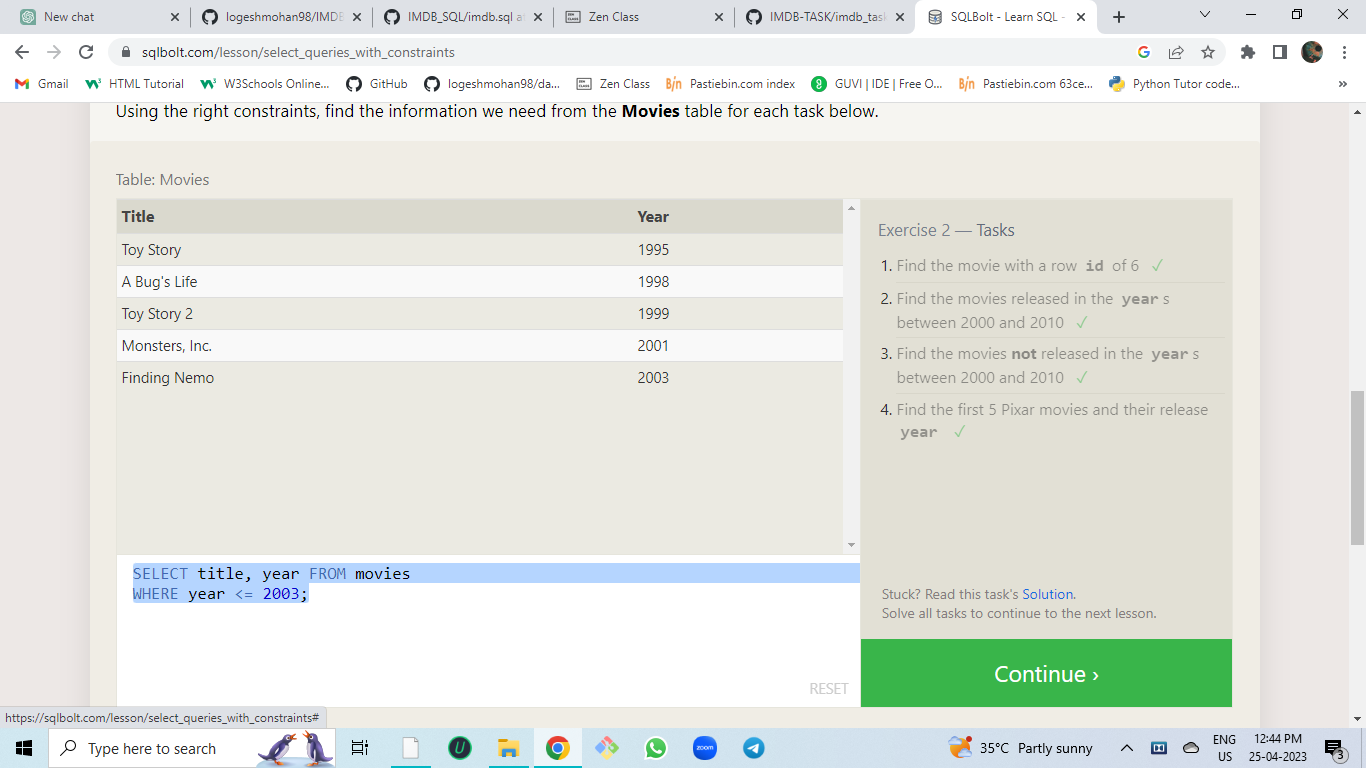 New chat
logeshmohan98/IMDB
IMDB_SQL/imdb.sql at
Zen Class
IMDB-TASK/imdb_task
SQLBolt - Learn SQL -
sqlbolt.com/lesson/select_queries_with_constraints
Gmail
HTML Tutorial
W3Schools Online...
GitHub
logeshmohan98/da...
Zen Class
Pastiebin.com index
GUVI | IDE | Free O...
Pastiebin.com 63ce...
Python Tutor code...
»
Using the right constraints, find the information we need from the Movies table for each task below.
Table: Movies
Title Year
Toy Story 1995
A Bug's Life 1998
Toy Story 2 1999
Monsters, Inc. 2001
Finding Nemo 2003
SELECT title, year FROM movies
WHERE year <= 2003;
RESET
Exercise 2 — Tasks
1. Find the movie with a row id of 6 ✓
2. Find the movies released in the year s
between 2000 and 2010 ✓
3. Find the movies not released in the year s
between 2000 and 2010 ✓
4. Find the first 5 Pixar movies and their release
year ✓
Stuck? Read this task's Solution.
Solve all tasks to continue to the next lesson.
Continue ›
https://sqlbolt.com/lesson/select_queries_with_constraints#
Type here to search
zoom
35°C Partly sunny
ENG
US
12:44 PM
25-04-2023
3